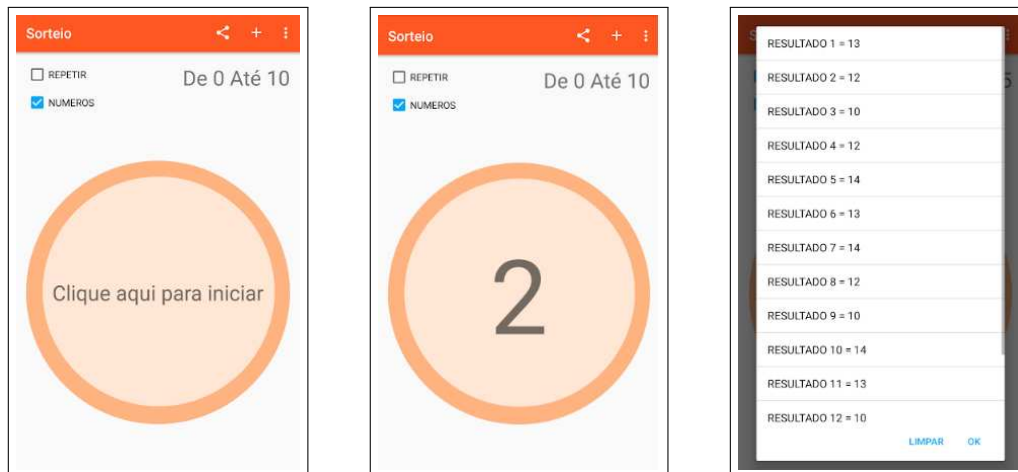 Sorteio
REPETIR
De 0 Até 10
NUMEROS
Clique aqui para iniciar
Sorteio
REPETIR
De 0 Até 10
NUMEROS
2
RESULTADO 1 = 13
RESULTADO 2 = 12
RESULTADO 3 = 10
RESULTADO 4 = 12
RESULTADO 5 = 14
RESULTADO 6 = 13
RESULTADO 7 = 14
RESULTADO 8 = 12
RESULTADO 9 = 10
RESULTADO 10 = 14
RESULTADO 11 = 13
RESULTADO 12 = 10
LIMPAR OK